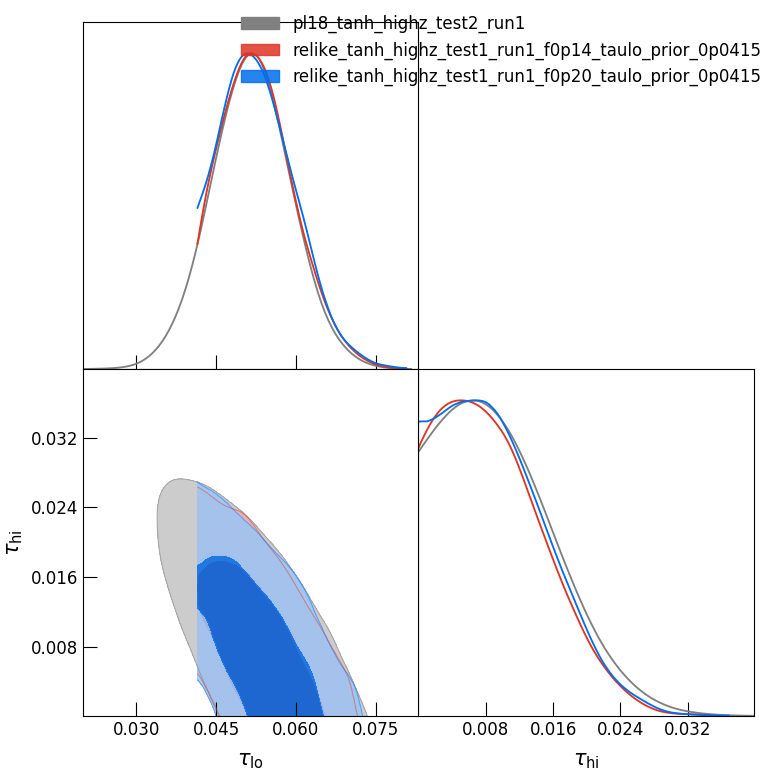 pl18_tanh_highz_test2_run1
relike_tanh_highz_test1_run1_f0p14_taulo_prior_0p0415
relike_tanh_highz_test1_run1_f0p20_taulo_prior_0p0415
0.032
0.024
0.016
0.008
τhi
0.030 0.045 0.060 0.075
0.008 0.016 0.024 0.032
τlo
τhi